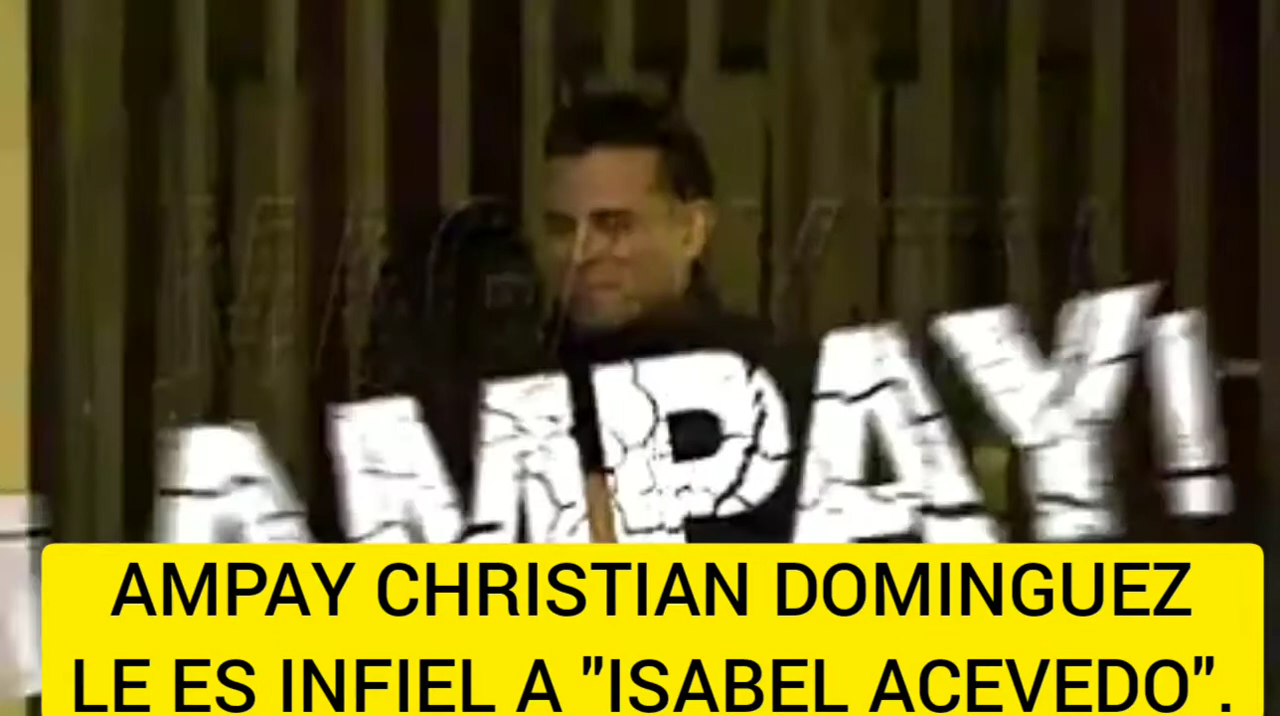 AMPAY!
AMPAY CHRISTIAN DOMINGUEZ
LE ES INFIEL A "ISABEL ACEVEDO".